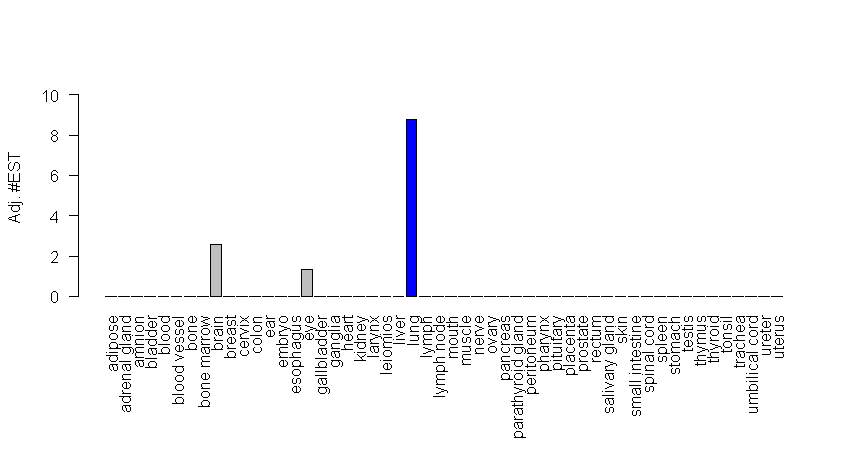 Adj. #EST
10
8
6
4
2
0
adipose
adrenal gland
amnion
bladder
blood
blood vessel
bone
bone marrow
brain
breast
cervix
colon
ear
embryo
esophagus
eye
gallbladder
ganglia
heart
kidney
larynx
leiomios
liver
lung
lymph
lymph node
mouth
muscle
nerve
ovary
pancreas
parathyroid gland
peritoneum
pharynx
pituitary
placenta
prostate
rectum
salivary gland
skin
small intestine
spinal cord
spleen
stomach
testis
thymus
thyroid
tonsil
trachea
umbilical cord
ureter
uterus